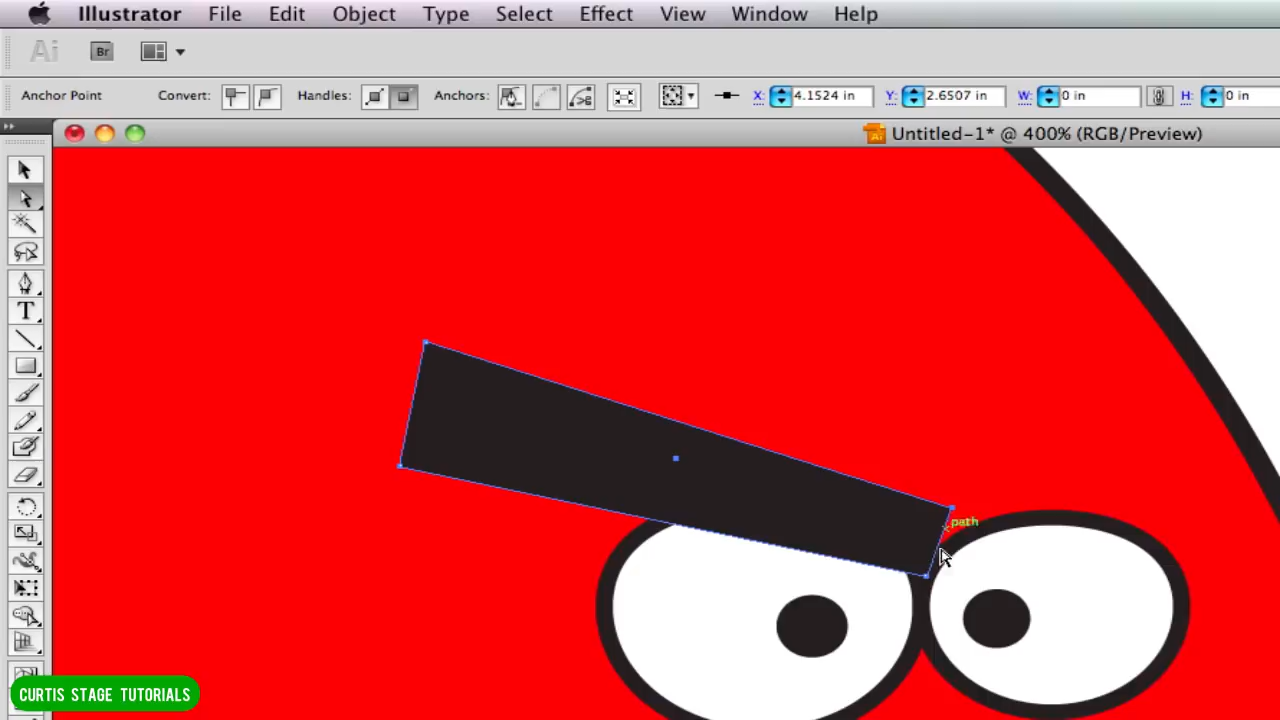 Illustrator File Edit Object Type Select Effect View Window Help
Ai Br
Anchor Point Convert: Handles: Anchors: X: 4.1524 in Y: 2.6507 in W: 0 in H: 0 in
Untitled-1* @ 400% (RGB/Preview)
T
path
CURTIS STAGE TUTORIALS